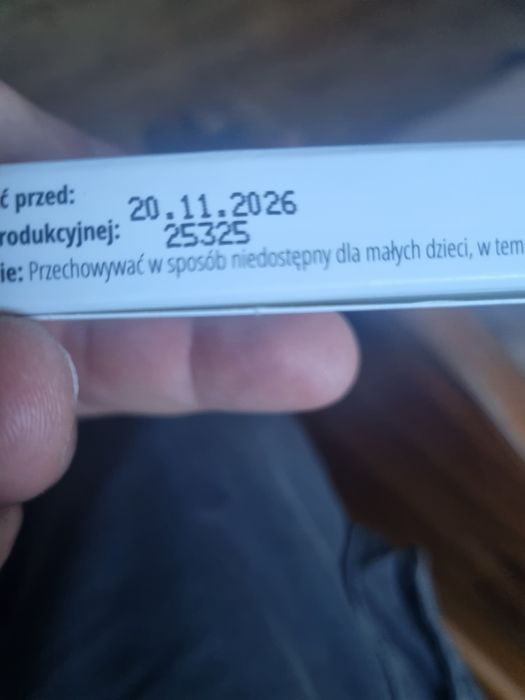 ć przed: 20.11.2026
rodukcyjnej: 25325
ie: Przechowywać w sposób niedostępny dla małych dzieci, w tem